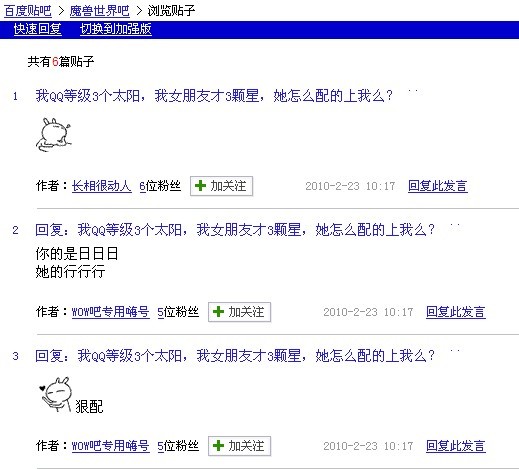 百度贴吧 > 魔兽世界吧 > 浏览贴子
快速回复 切换到加强版
共有6篇贴子
1 我QQ等级3个太阳，我女朋友才3颗星，她怎么配的上我么？ ˙˙
作者：长相很动人 6位粉丝 加关注 2010-2-23 10:17 回复此发言
2 回复：我QQ等级3个太阳，我女朋友才3颗星，她怎么配的上我么？ ˙˙
你的是日日日
她的行行行
作者：WOW吧专用嗨号 5位粉丝 加关注 2010-2-23 10:17 回复此发言
3 回复：我QQ等级3个太阳，我女朋友才3颗星，她怎么配的上我么？ ˙˙
狠配
作者：WOW吧专用嗨号 5位粉丝 加关注 2010-2-23 10:17 回复此发言